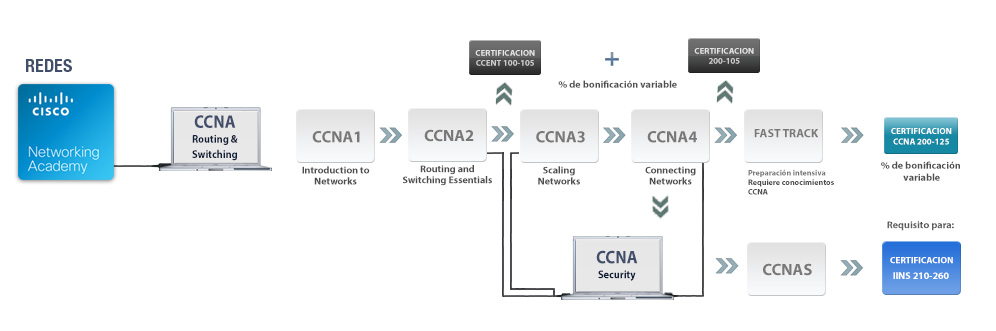 REDES
CISCO
Networking
Academy
CCNA
Routing &
Switching
CCNA1
Introduction to
Networks
CCNA2
Routing and
Switching Essentials
CERTIFICACION
CCENT 100-105
+
% de bonificación variable
CERTIFICACION
200-105
CCNA3
Scaling
Networks
CCNA4
Connecting
Networks
FAST TRACK
Preparación intensiva
Requiere conocimientos
CCNA
CERTIFICACION
CCNA 200-125
% de bonificación
variable
CCNA
Security
CCNAS
Requisito para:
CERTIFICACION
IINS 210-260